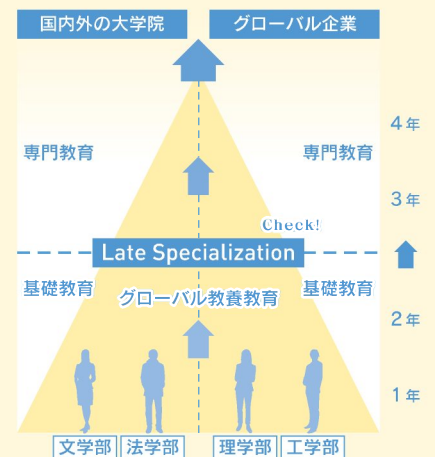 国内外の大学院
グローバル企業
4年
専門教育
専門教育
3年
Check!
Late Specialization
基礎教育
グローバル教養教育
基礎教育
2年
1年
文学部
法学部
理学部
工学部